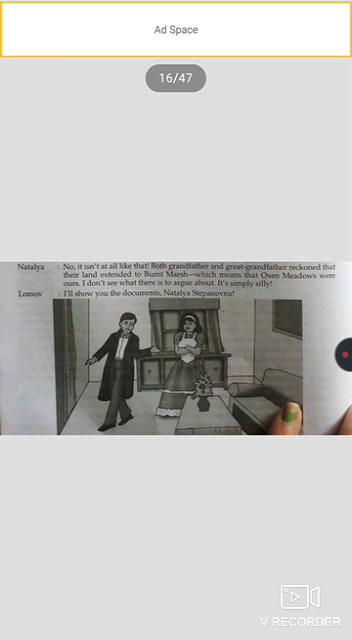 Ad Space
16/47
Natalya : No, it isn't at all like that! Both grandfather and great-grandfather reckoned that
their land extended to Burnt Marsh—which means that Oxen Meadows were
ours. I don't see what there is to argue about. It's simply silly!
Lomov : I'll show you the documents, Natalya Stepanovna!
V RECORDER